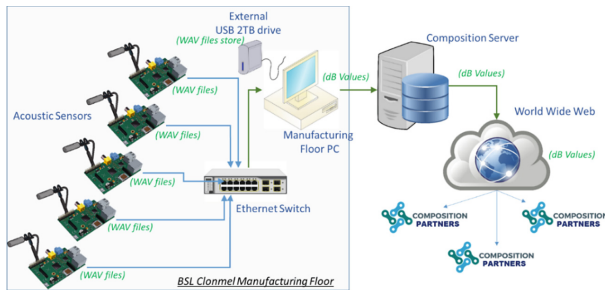 External
USB 2TB drive
(WAV files store)
Composition Server
(WAV files)
(dB Values)
(dB Values)
Acoustic Sensors
(WAV files)
World Wide Web
Manufacturing
Floor PC
(dB Values)
(WAV files)
Ethernet Switch
(WAV files)
COMPOSITION
PARTNERS
COMPOSITION
PARTNERS
COMPOSITION
PARTNERS
(WAV files)
BSL Clonmel Manufacturing Floor